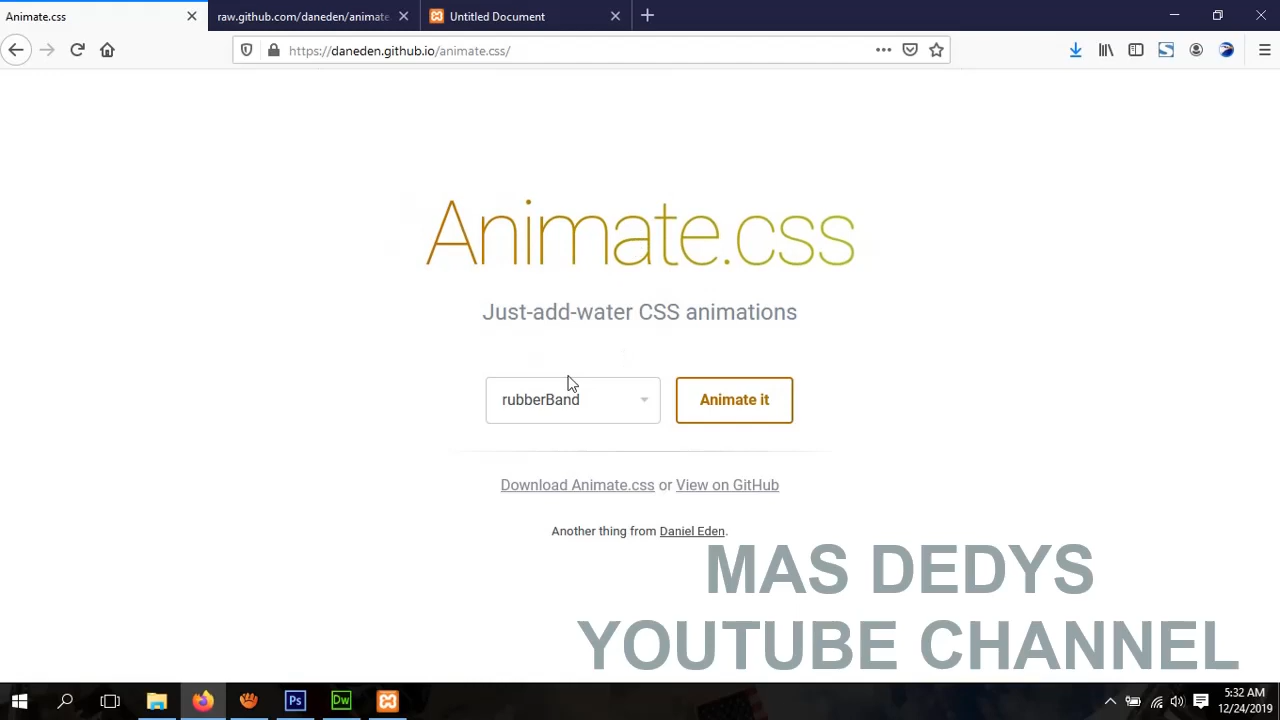 Animate.css
raw.github.com/daneden/animate
Untitled Document
https://daneden.github.io/animate.css/
Animate.css
Just-add-water CSS animations
rubberBand
Animate it
Download Animate.css or View on GitHub
Another thing from Daniel Eden.
MAS DEDYS
YOUTUBE CHANNEL
Ps
Dw
5:32 AM
12/24/2019